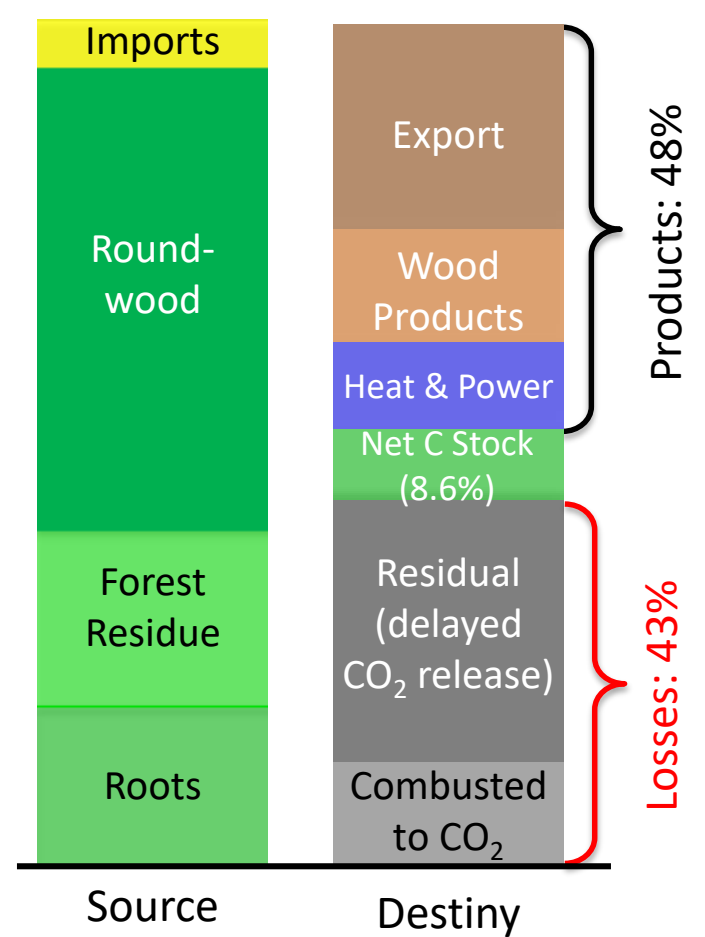 Imports
Round-
wood
Forest
Residue
Roots
Source
Export
Wood
Products
Heat & Power
Net C Stock
(8.6%)
Residual
(delayed
CO₂ release)
Combusted
to CO₂
Destiny
Products: 48%
Losses: 43%